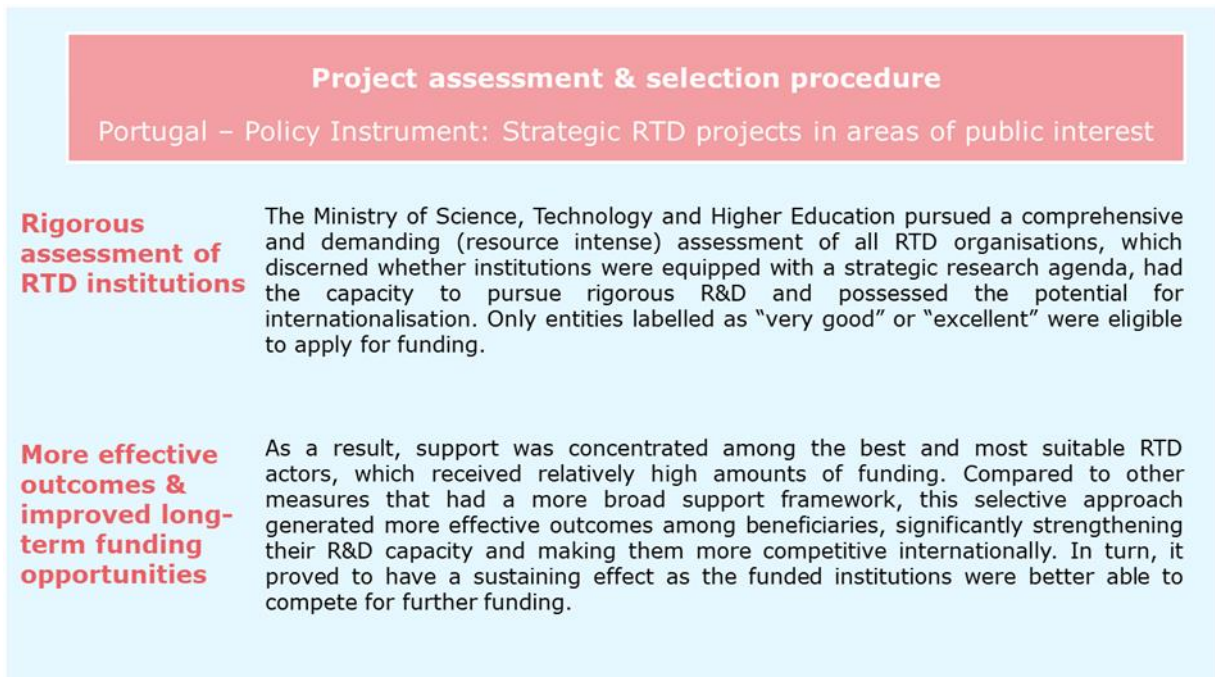 Project assessment & selection procedure
Portugal – Policy Instrument: Strategic RTD projects in areas of public interest
Rigorous
assessment of
RTD institutions
The Ministry of Science, Technology and Higher Education pursued a comprehensive
and demanding (resource intense) assessment of all RTD organisations, which
discerned whether institutions were equipped with a strategic research agenda, had
the capacity to pursue rigorous R&D and possessed the potential for
internationalisation. Only entities labelled as “very good” or “excellent” were eligible
to apply for funding.
More effective
outcomes &
improved long-
term funding
opportunities
As a result, support was concentrated among the best and most suitable RTD
actors, which received relatively high amounts of funding. Compared to other
measures that had a more broad support framework, this selective approach
generated more effective outcomes among beneficiaries, significantly strengthening
their R&D capacity and making them more competitive internationally. In turn, it
proved to have a sustaining effect as the funded institutions were better able to
compete for further funding.